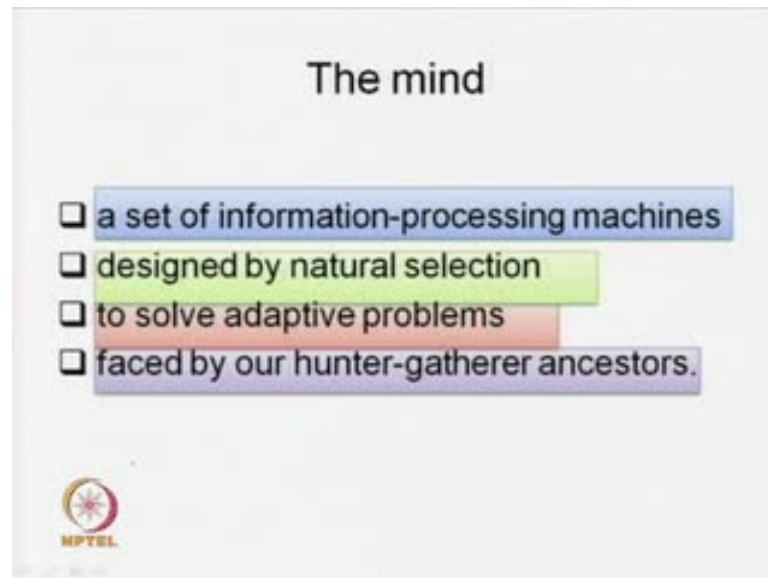 The mind
a set of information-processing machines
designed by natural selection
to solve adaptive problems
faced by our hunter-gatherer ancestors.
NPTEL